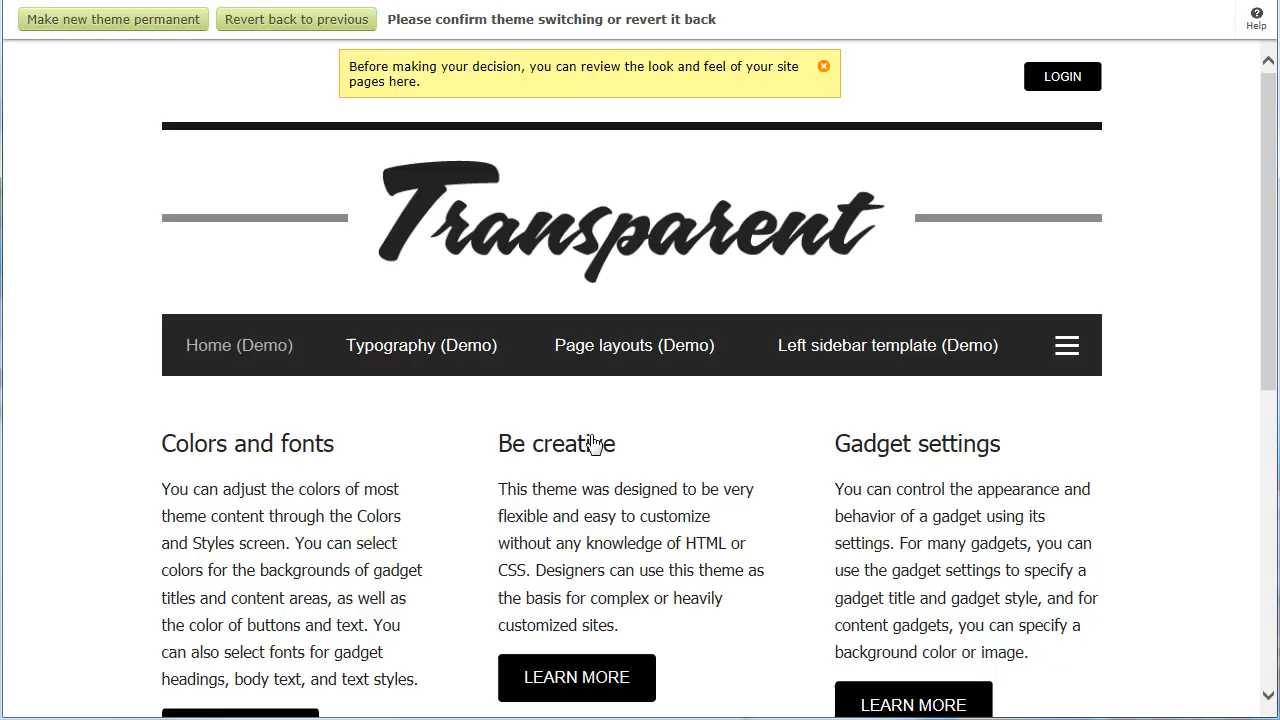 Make new theme permanent
Revert back to previous
Please confirm theme switching or revert it back
Help
Before making your decision, you can review the look and feel of your site
pages here.
LOGIN
Transparent
Home (Demo)
Typography (Demo)
Page layouts (Demo)
Left sidebar template (Demo)
Colors and fonts
You can adjust the colors of most
theme content through the Colors
and Styles screen. You can select
colors for the backgrounds of gadget
titles and content areas, as well as
the color of buttons and text. You
can also select fonts for gadget
headings, body text, and text styles.
Be creative
This theme was designed to be very
flexible and easy to customize
without any knowledge of HTML or
CSS. Designers can use this theme as
the basis for complex or heavily
customized sites.
LEARN MORE
Gadget settings
You can control the appearance and
behavior of a gadget using its
settings. For many gadgets, you can
use the gadget settings to specify a
gadget title and gadget style, and for
content gadgets, you can specify a
background color or image.
LEARN MORE